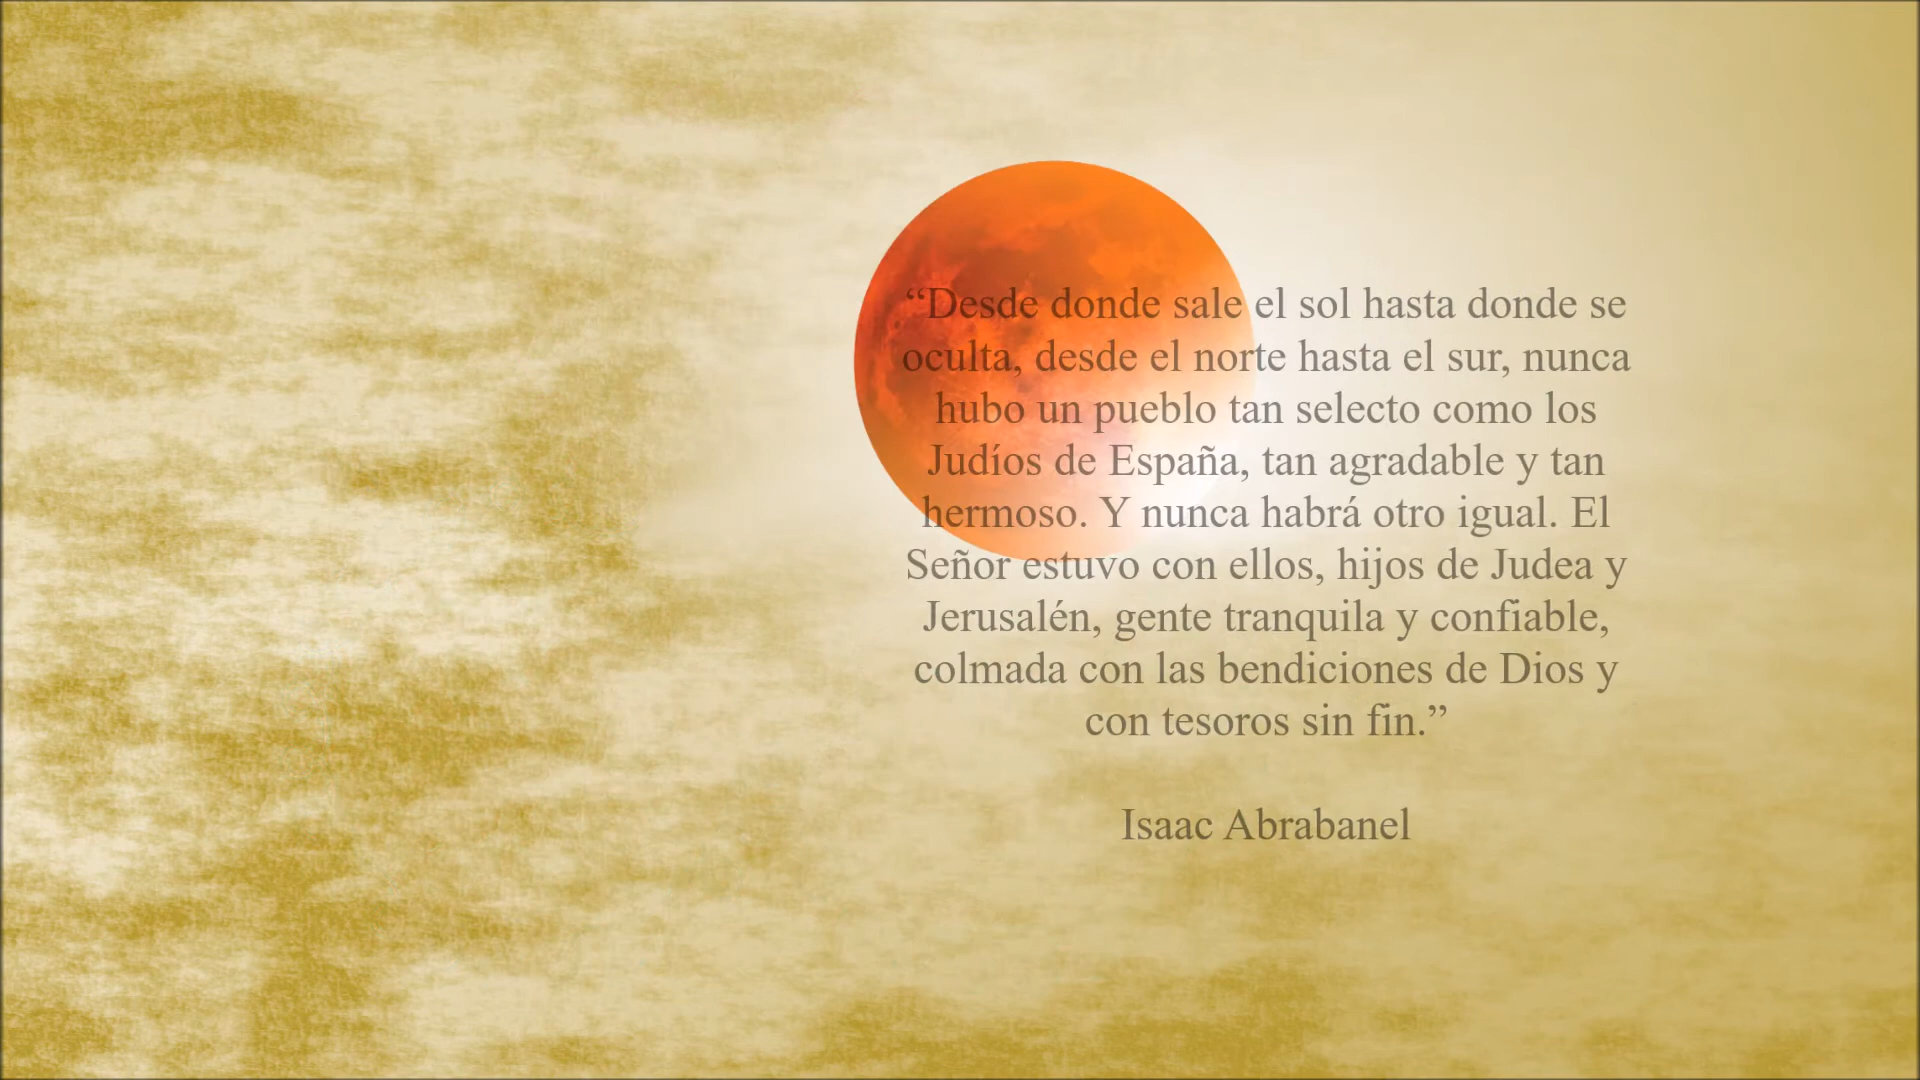 “Desde donde sale el sol hasta donde se
oculta, desde el norte hasta el sur, nunca
hubo un pueblo tan selecto como los
Judíos de España, tan agradable y tan
hermoso. Y nunca habrá otro igual. El
Señor estuvo con ellos, hijos de Judea y
Jerusalén, gente tranquila y confiable,
colmada con las bendiciones de Dios y
con tesoros sin fin.”
Isaac Abrabanel